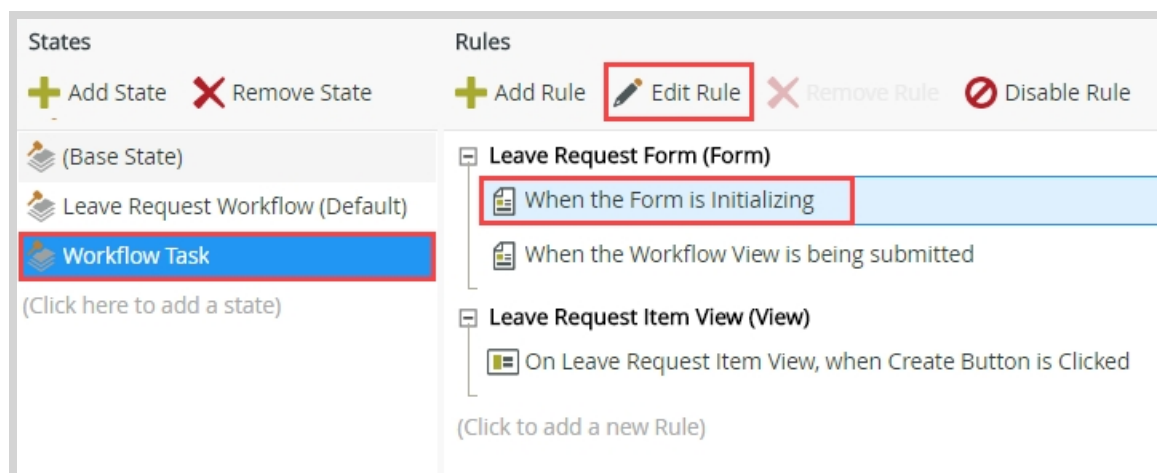 States
Add State Remove State
(Base State)
Leave Request Workflow (Default)
Workflow Task
(Click here to add a state)
Rules
Add Rule Edit Rule Remove Rule Disable Rule
Leave Request Form (Form)
When the Form is Initializing
When the Workflow View is being submitted
Leave Request Item View (View)
On Leave Request Item View, when Create Button is Clicked
(Click to add a new Rule)